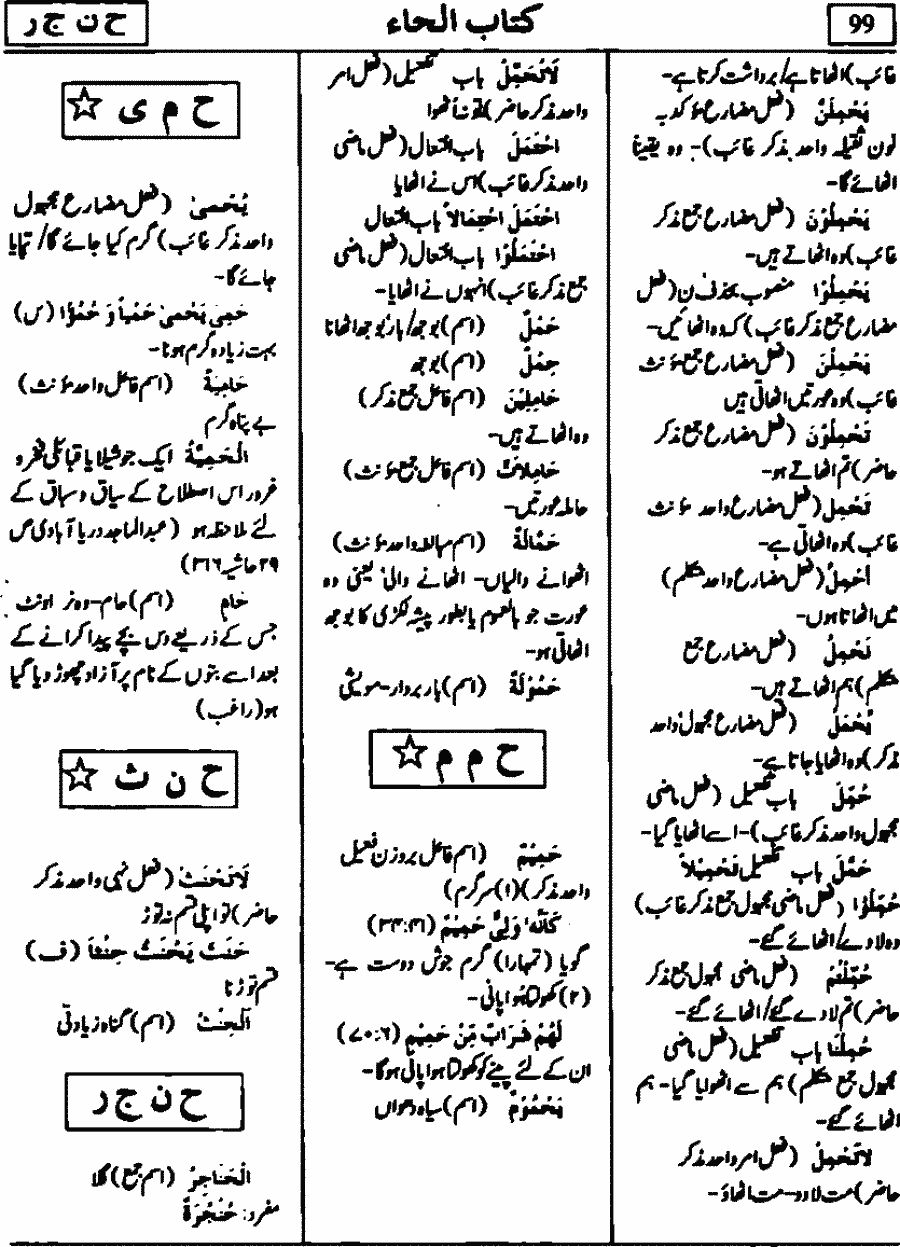 99
کتاب الحاء
ح ن ج ر
غائب) اٹھاتا ہے/ برداشت کرتا ہے-
يَحْمِلَنَّ (فعل مضارع مؤکد بہ
نون ثقیلہ واحد مذکر غائب)- وہ یقیناً
اٹھائے گا-
يَحْمِلُوْنَ (فعل مضارع جمع مذکر
غائب) وہ اٹھاتے ہیں-
يَحْمِلُوْا منصوب بحذف ن (فعل
مضارع جمع مذکر غائب) کہ وہ اٹھائیں-
يَحْمِلْنَ (فعل مضارع جمع مؤنث
غائب) وہ عورتیں اٹھاتی ہیں
تَحْمِلُوْنَ (فعل مضارع جمع مذکر
حاضر) تم اٹھاتے ہو-
تَحْمِلُ (فعل مضارع واحد مؤنث
غائب) وہ اٹھاتی ہے-
اَحْمِلُ (فعل مضارع واحد متکلم)
میں اٹھاتا ہوں-
نَحْمِلُ (فعل مضارع جمع
متکلم) ہم اٹھاتے ہیں-
يُحْمَلُ (فعل مضارع مجہول واحد
مذکر) وہ اٹھایا جاتا ہے-
حُمِّلَ باب تفعیل (فعل ماضی
مجہول واحد مذکر غائب)- اسے اٹھایا گیا-
حَمَّلَ باب تفعیل تَحْمِيْلاً
حُمِّلُوْا (فعل ماضی مجہول جمع مذکر غائب)
وہ لادے/ اٹھائے گئے-
حُمِّلْتُمْ (فعل ماضی مجہول جمع مذکر
حاضر) تم لادے گئے/ اٹھائے گئے-
حُمِّلْنَا باب تفعیل (فعل ماضی
مجہول جمع متکلم) ہم سے اٹھوایا گیا- ہم
اٹھائے گئے-
لاَتَحْمِلْ (فعل امر واحد مذکر
حاضر) مت لادو- مت اٹھاؤ-
لاَتُحَمِّلْ باب تفعیل (فعل امر
واحد مذکر حاضر) تو نہ اٹھوا
اِحْتَمَلَ باب افتعال (فعل ماضی
واحد مذکر غائب) اس نے اٹھایا
اِحْتَمَلَ اِحْتِمَالاً باب افتعال
اِحْتَمَلُوْا باب افتعال (فعل ماضی
جمع مذکر غائب) انہوں نے اٹھایا-
حَمْلٌ (اسم) بوجھ/ بار/ بوجھ اٹھانا
حِمْلٌ (اسم) بوجھ
حَامِلِيْنَ (اسم فاعل جمع مذکر)
وہ اٹھاتے ہیں-
حَامِلاَتٌ (اسم فاعل جمع مؤنث)
حاملہ عورتیں-
حَمَّالَةٌ (اسم مبالغہ واحد مؤنث)
اٹھوانے والیاں- اٹھانے والی' یعنی وہ
عورت جو بالعموم یا بطور پیشہ لکڑی کا بوجھ
اٹھاتی ہو-
حَمُوْلَةٌ (اسم) باربردار- مویشی
ح م م ☆
حَمِيْمٌ (اسم فاعل بروزن فعیل
واحد مذکر) (۱) سرگرم)
كَاَنَّهٗ وَلِىٌّ حَمِيْمٌ (۳۴:۴۱)
گویا (تمہارا) گرم جوش دوست ہے-
(۲) کھولتا ہوا پانی-
لَهُمْ شَرَابٌ مِّنْ حَمِيْمٍ (۷۰:۶)
ان کے لئے پینے کو کھولتا ہوا پانی ہوگا-
يَحْمُوْمٌ (اسم) سیاہ دھواں
ح م ى ☆
يُحْمىٰ (فعل مضارع مجہول
واحد مذکر غائب) گرم کیا جائے گا/ تپایا
جائے گا-
حَمِىَ يَحْمىٰ حَمْياً وَ حُمُوًّا (س)
بہت زیادہ گرم ہونا-
حَامِيَةٌ (اسم فاعل واحد مؤنث)
بے پناہ گرم
اَلْحَمِيَّةُ ایک جوشیلا یا قبائلی فخر و
غرور اس اصطلاح کے سیاق و سباق کے
لئے ملاحظہ ہو (عبدالماجد دریا آبادی ص
۲۹ حاشیہ ۳۱۶)
حَامٍ (اسم) حام- وہ نر اونٹ
جس کے ذریعے دس بچے پیدا کرانے کے
بعد اسے بتوں کے نام پر آزاد چھوڑ دیا گیا
ہو (راغب)
ح ن ث ☆
لاَتَحْنَثْ (فعل نہی واحد مذکر
حاضر) تو اپنی قسم نہ توڑ
حَنَثَ يَحْنَثُ حِنْثاً (ف)
قسم توڑنا
اَلْحِنْثُ (اسم) گناہ زیادتی
ح ن ج ر
اَلْحَنَاجِرُ (اسم جمع) گلا
مفرد: حُنْجُرَةٌ